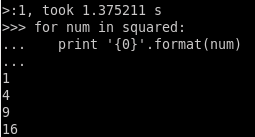 >:1, took 1.375211 s
>>> for num in squared:
...    print '{0}'.format(num)
...
1
4
9
16